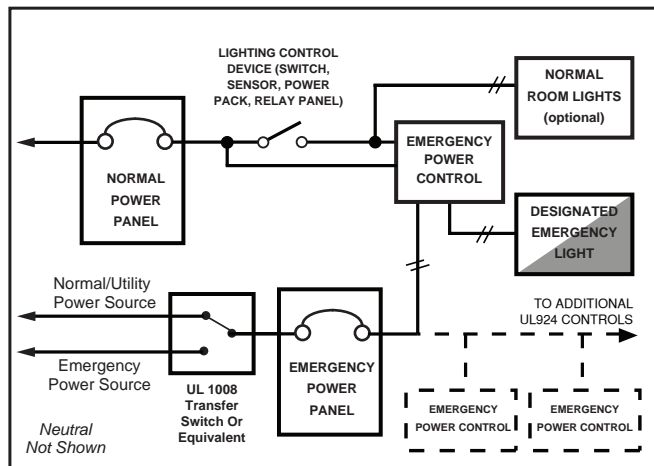 LIGHTING CONTROL
DEVICE (SWITCH,
SENSOR, POWER
PACK, RELAY PANEL)
NORMAL
ROOM LIGHTS
(optional)
NORMAL
POWER
PANEL
EMERGENCY
POWER
CONTROL
DESIGNATED
EMERGENCY
LIGHT
Normal/Utility
Power Source
Emergency
Power Source
UL 1008
Transfer
Switch Or
Equivalent
EMERGENCY
POWER
PANEL
TO ADDITIONAL
UL924 CONTROLS
EMERGENCY
POWER CONTROL
EMERGENCY
POWER CONTROL
Neutral
Not Shown